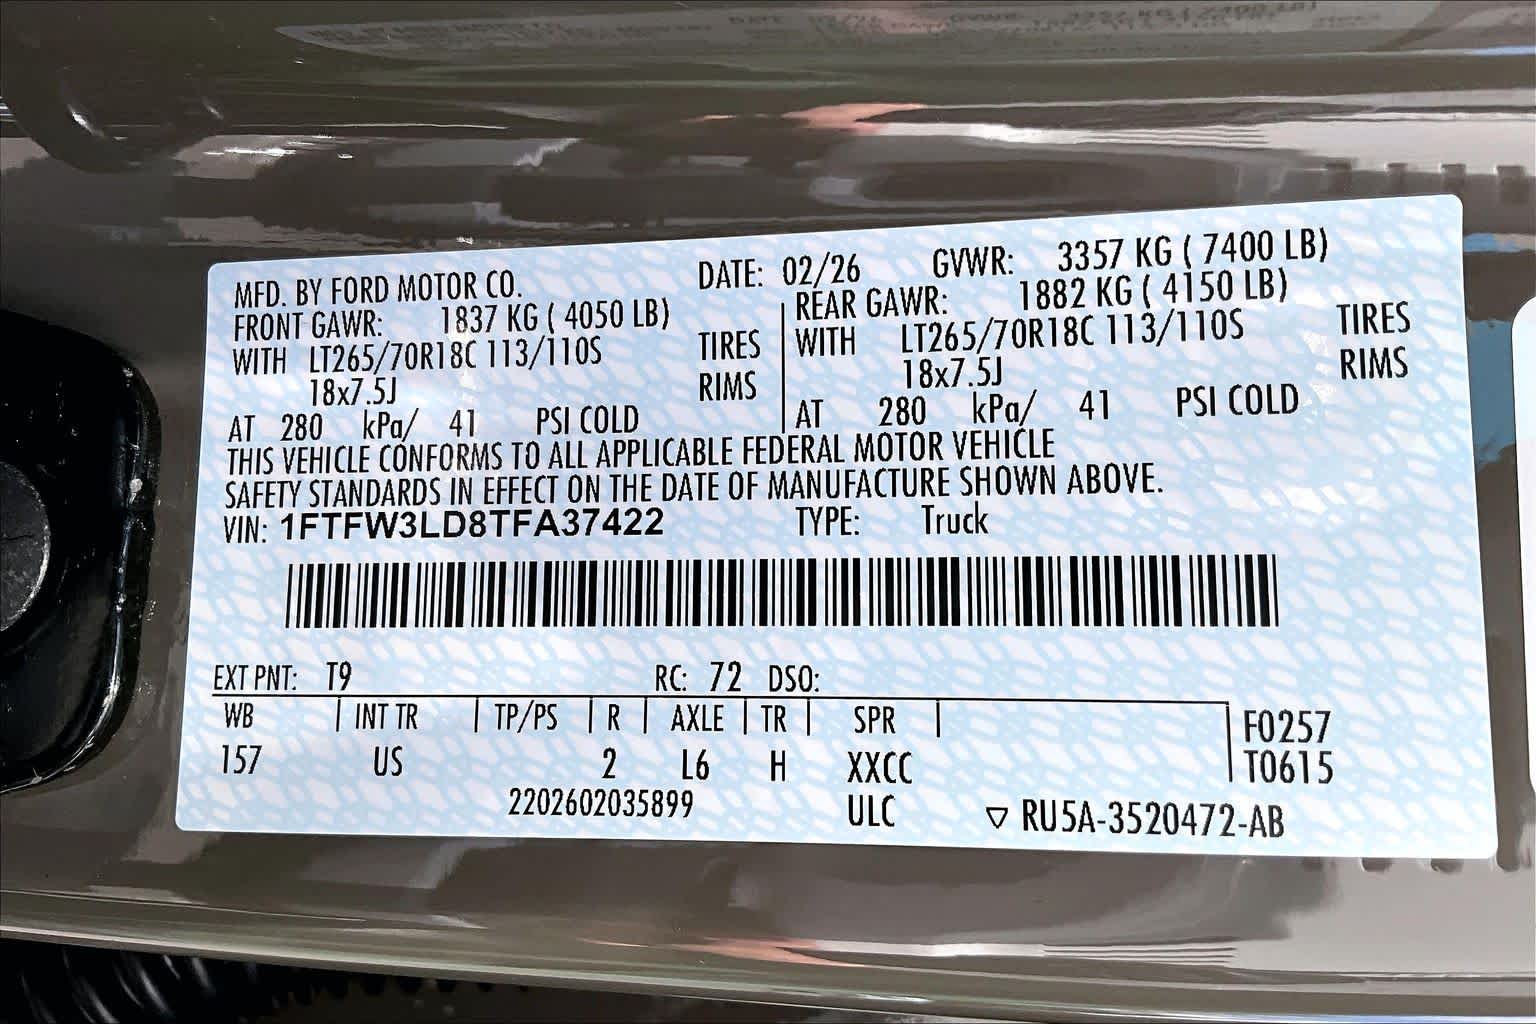 MFD. BY FORD MOTOR CO. DATE: 02/26 GVWR: 3357 KG ( 7400 LB)
FRONT GAWR: 1837 KG ( 4050 LB) REAR GAWR: 1882 KG ( 4150 LB)
WITH LT265/70R18C 113/110S TIRES WITH LT265/70R18C 113/110S TIRES
18x7.5J RIMS 18x7.5J RIMS
AT 280 kPa/ 41 PSI COLD AT 280 kPa/ 41 PSI COLD
THIS VEHICLE CONFORMS TO ALL APPLICABLE FEDERAL MOTOR VEHICLE
SAFETY STANDARDS IN EFFECT ON THE DATE OF MANUFACTURE SHOWN ABOVE.
VIN: 1FTFW3LD8TFA37422 TYPE: Truck
EXT PNT: T9 RC: 72 DSO:
WB INT TR TP/PS R AXLE TR SPR F0257
157 US 2 L6 H XXCC T0615
2202602035899 ULC ▽ RU5A-3520472-AB